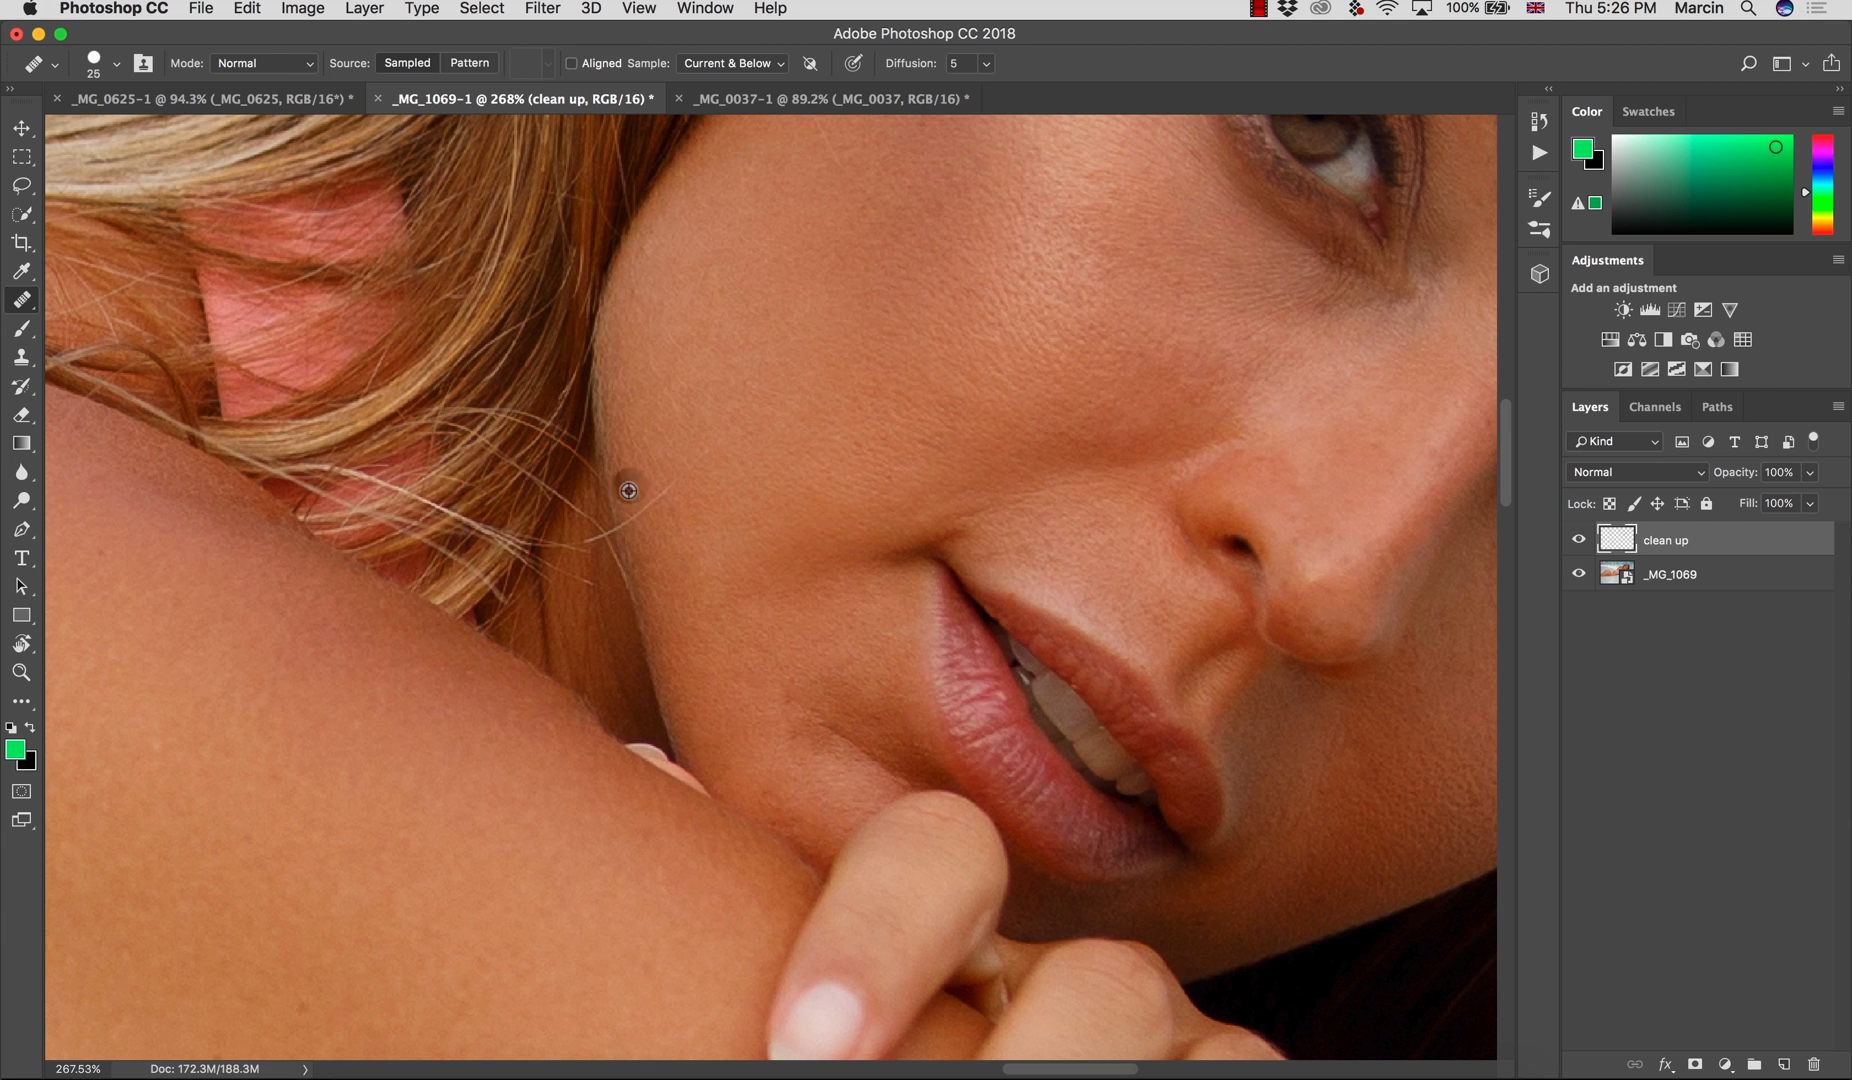 Photoshop CC File Edit Image Layer Type Select Filter 3D View Window Help 100% Thu 5:26 PM Marcin
Adobe Photoshop CC 2018
25 Mode: Normal Source: Sampled Pattern Aligned Sample: Current & Below Diffusion: 5
_MG_0625-1 @ 94.3% (_MG_0625, RGB/16*) * _MG_1069-1 @ 268% (clean up, RGB/16) * _MG_0037-1 @ 89.2% (_MG_0037, RGB/16) *
Color Swatches
Adjustments
Add an adjustment
Layers Channels Paths
Kind
Normal Opacity: 100%
Lock: Fill: 100%
clean up
_MG_1069
267.53% Doc: 172.3M/188.3M